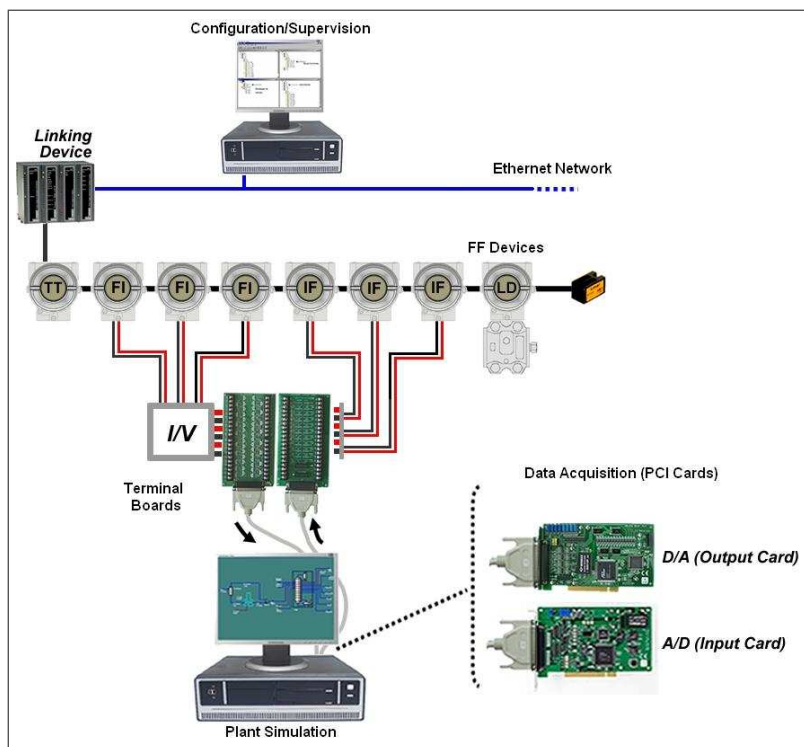 Configuration/Supervision
Linking
Device
Ethernet Network
FF Devices
TT
FI
FI
FI
IF
IF
IF
LD
I/V
Terminal
Boards
Data Acquisition (PCI Cards)
D/A (Output Card)
A/D (Input Card)
Plant Simulation